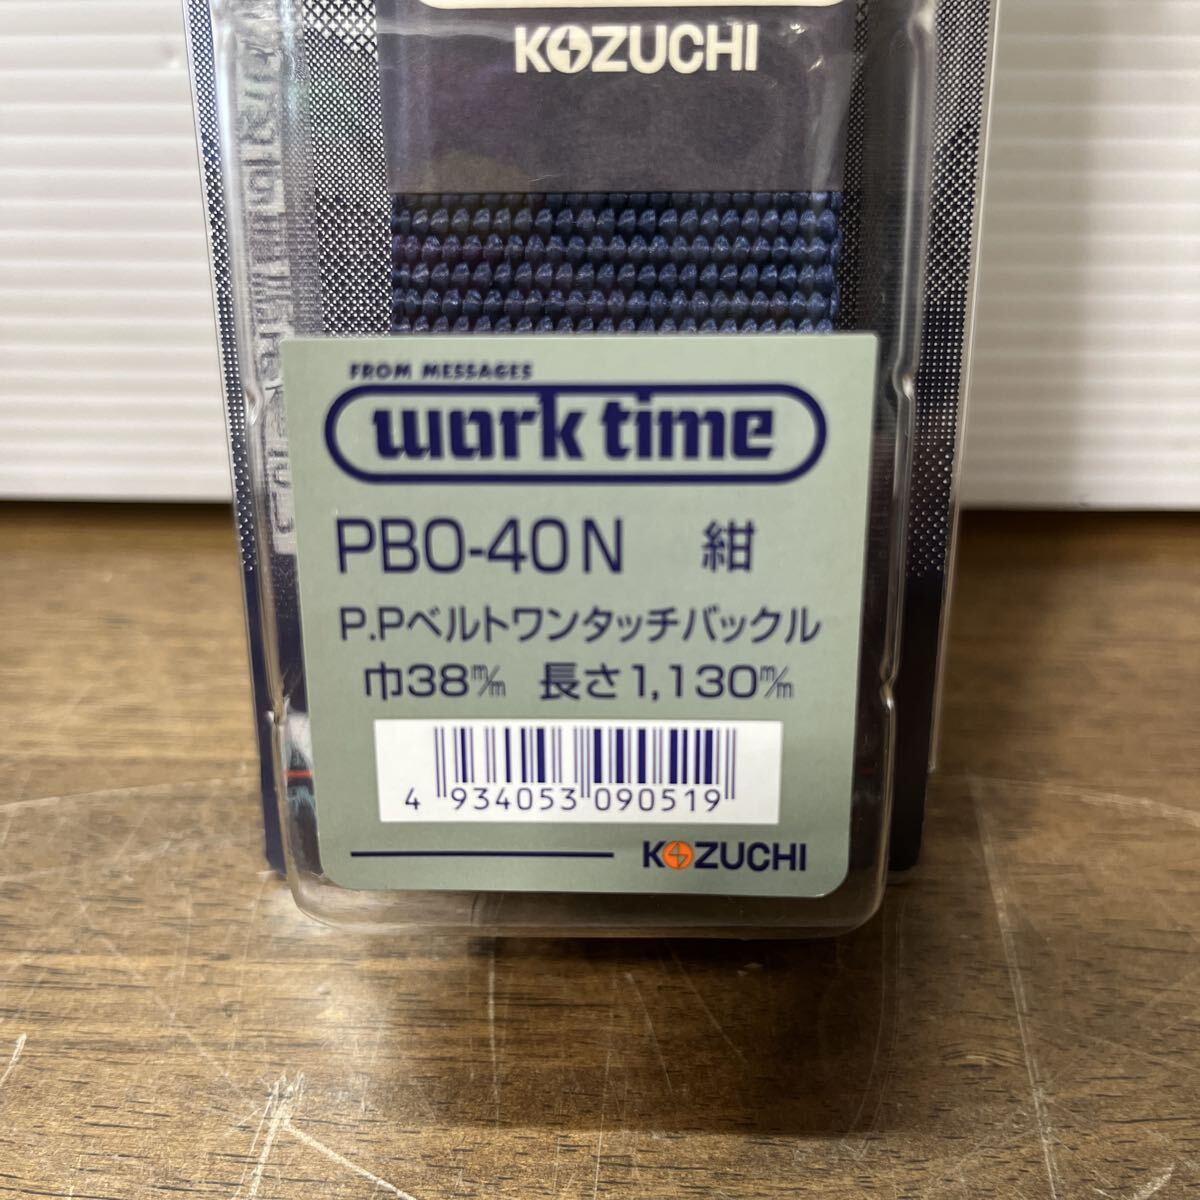 KOZUCHI
FROM MESSAGES
work time
PBO-40N 紺
P.Pベルトワンタッチバックル
巾38㎜ 長さ1,130㎜
4 934053 090519
KOZUCHI